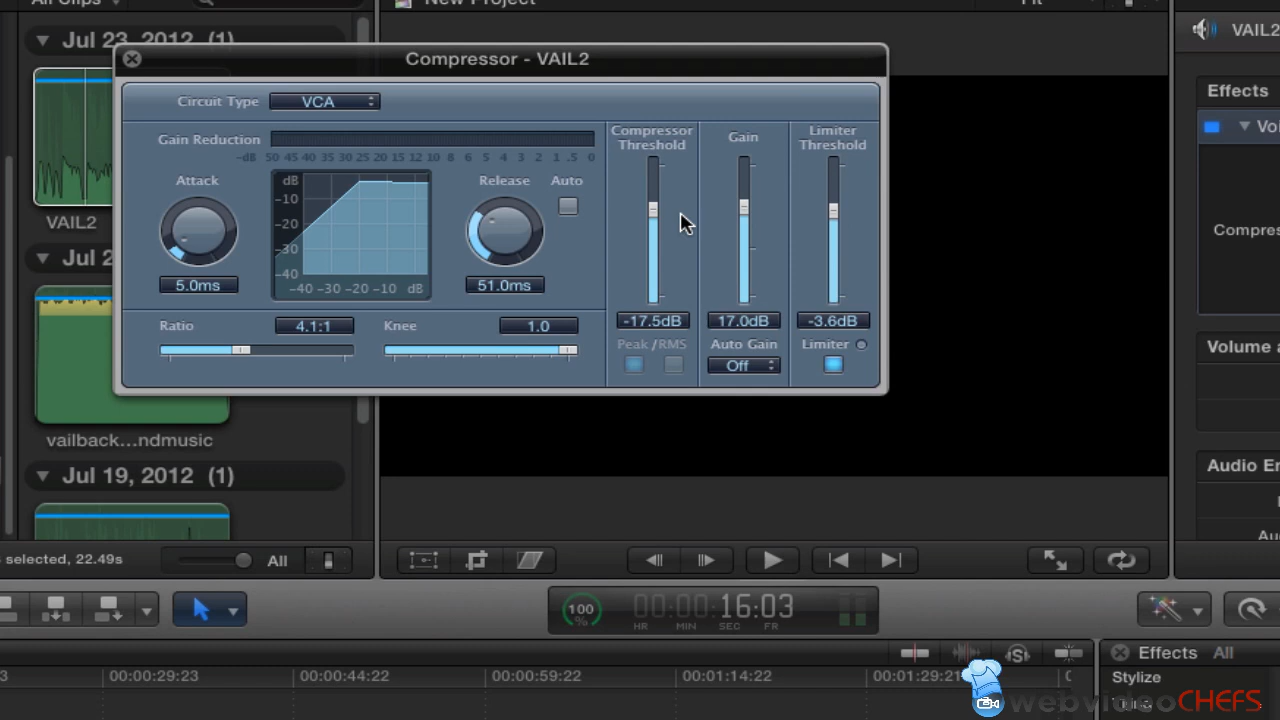 All Clips
New Project
Fit
Jul 23, 2012 (1)
VAIL2
Compressor - VAIL2
Effects
Circuit Type VCA
Gain Reduction
-dB 50 45 40 35 30 25 20 15 12 10 8 6 5 4 3 2 1 .5 0
Compressor
Threshold
Gain
Limiter
Threshold
Attack
dB
-10
-20
-30
-40
-40 -30 -20 -10 dB
Release
Auto
5.0ms
51.0ms
Ratio 4.1:1
Knee 1.0
-17.5dB
17.0dB
-3.6dB
Peak /RMS
Auto Gain
Off
Limiter
VAIL2
Jul 2
vailback...ndmusic
Jul 19, 2012 (1)
Volume a
Audio En
selected, 22.49s
All
100
%
00:00:16:03
HR MIN SEC FR
3
00:00:29:23
00:00:44:22
00:00:59:22
00:01:14:22
00:01:29:21
Effects All
Stylize
webvideoCHEFS